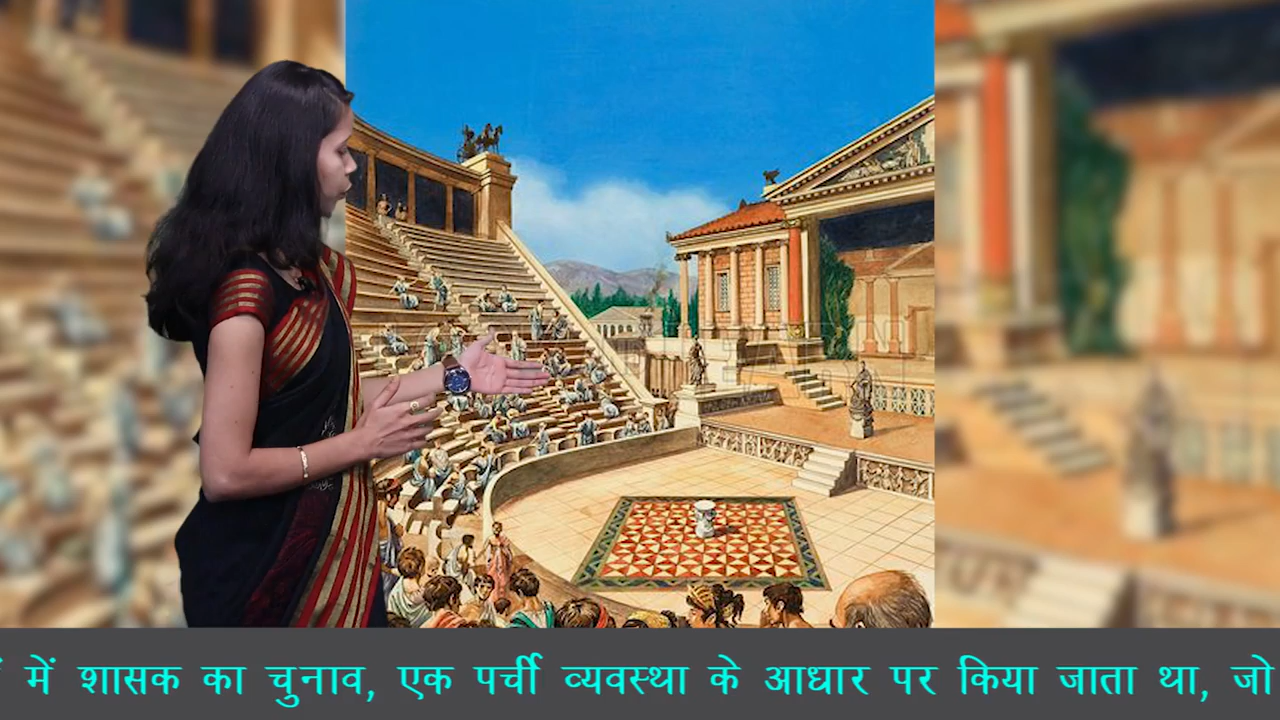 में शासक का चुनाव, एक पर्ची व्यवस्था के आधार पर किया जाता था, जो